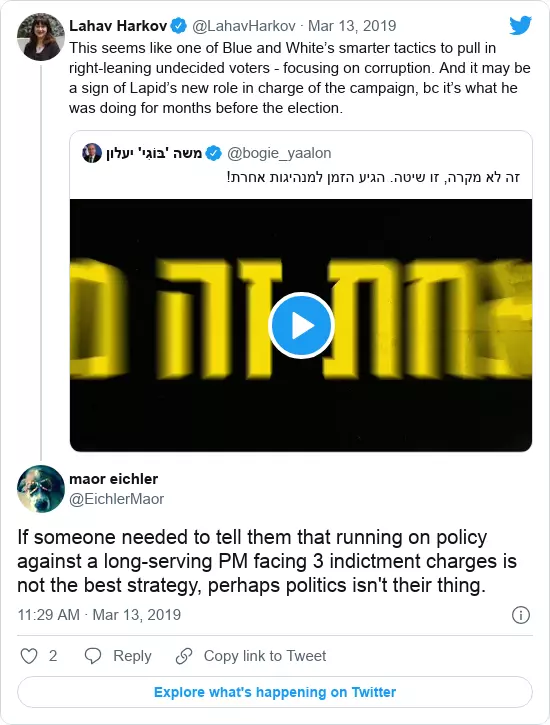 Lahav Harkov @LahavHarkov · Mar 13, 2019
This seems like one of Blue and White’s smarter tactics to pull in
right-leaning undecided voters - focusing on corruption. And it may be
a sign of Lapid’s new role in charge of the campaign, bc it’s what he
was doing for months before the election.
משה 'בּוֹגִי' יעלון @bogie_yaalon
זה לא מקרה, זו שיטה. הגיע הזמן למנהיגות אחרת!
זה
maor eichler
@EichlerMaor
If someone needed to tell them that running on policy
against a long-serving PM facing 3 indictment charges is
not the best strategy, perhaps politics isn't their thing.
11:29 AM · Mar 13, 2019
2 Reply Copy link to Tweet
Explore what's happening on Twitter